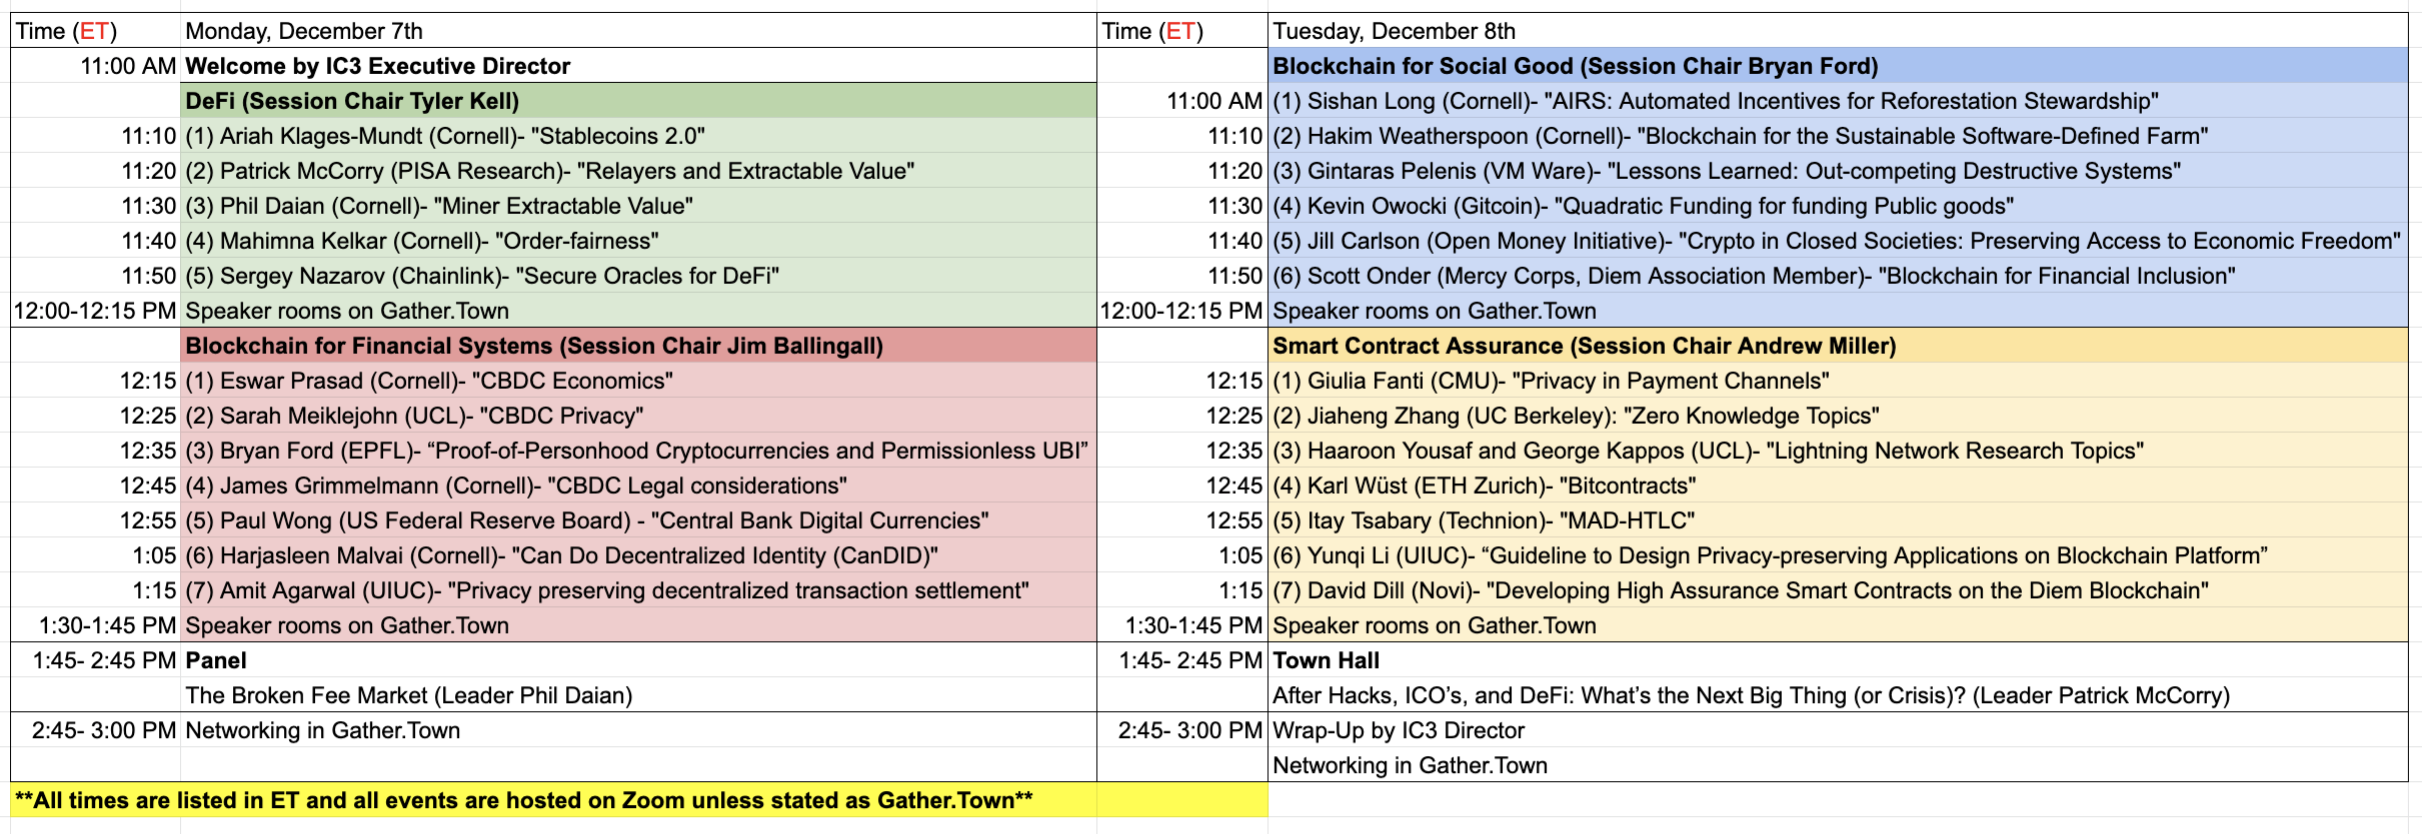 Time (ET) Monday, December 7th Time (ET) Tuesday, December 8th
11:00 AM Welcome by IC3 Executive Director Blockchain for Social Good (Session Chair Bryan Ford)
DeFi (Session Chair Tyler Kell) 11:00 AM (1) Sishan Long (Cornell)- "AIRS: Automated Incentives for Reforestation Stewardship"
11:10 (1) Ariah Klages-Mundt (Cornell)- "Stablecoins 2.0" 11:10 (2) Hakim Weatherspoon (Cornell)- "Blockchain for the Sustainable Software-Defined Farm"
11:20 (2) Patrick McCorry (PISA Research)- "Relayers and Extractable Value" 11:20 (3) Gintaras Pelenis (VM Ware)- "Lessons Learned: Out-competing Destructive Systems"
11:30 (3) Phil Daian (Cornell)- "Miner Extractable Value" 11:30 (4) Kevin Owocki (Gitcoin)- "Quadratic Funding for funding Public goods"
11:40 (4) Mahimna Kelkar (Cornell)- "Order-fairness" 11:40 (5) Jill Carlson (Open Money Initiative)- "Crypto in Closed Societies: Preserving Access to Economic Freedom"
11:50 (5) Sergey Nazarov (Chainlink)- "Secure Oracles for DeFi" 11:50 (6) Scott Onder (Mercy Corps, Diem Association Member)- "Blockchain for Financial Inclusion"
12:00-12:15 PM Speaker rooms on Gather.Town 12:00-12:15 PM Speaker rooms on Gather.Town
Blockchain for Financial Systems (Session Chair Jim Ballingall) Smart Contract Assurance (Session Chair Andrew Miller)
12:15 (1) Eswar Prasad (Cornell)- "CBDC Economics" 12:15 (1) Giulia Fanti (CMU)- "Privacy in Payment Channels"
12:25 (2) Sarah Meiklejohn (UCL)- "CBDC Privacy" 12:25 (2) Jiaheng Zhang (UC Berkeley): "Zero Knowledge Topics"
12:35 (3) Bryan Ford (EPFL)- “Proof-of-Personhood Cryptocurrencies and Permissionless UBI” 12:35 (3) Haaroon Yousaf and George Kappos (UCL)- "Lightning Network Research Topics"
12:45 (4) James Grimmelmann (Cornell)- "CBDC Legal considerations" 12:45 (4) Karl Wüst (ETH Zurich)- "Bitcontracts"
12:55 (5) Paul Wong (US Federal Reserve Board) - "Central Bank Digital Currencies" 12:55 (5) Itay Tsabary (Technion)- "MAD-HTLC"
1:05 (6) Harjasleen Malvai (Cornell)- "Can Do Decentralized Identity (CanDID)" 1:05 (6) Yunqi Li (UIUC)- “Guideline to Design Privacy-preserving Applications on Blockchain Platform”
1:15 (7) Amit Agarwal (UIUC)- "Privacy preserving decentralized transaction settlement" 1:15 (7) David Dill (Novi)- "Developing High Assurance Smart Contracts on the Diem Blockchain"
1:30-1:45 PM Speaker rooms on Gather.Town 1:30-1:45 PM Speaker rooms on Gather.Town
1:45- 2:45 PM Panel 1:45- 2:45 PM Town Hall
The Broken Fee Market (Leader Phil Daian) After Hacks, ICO’s, and DeFi: What’s the Next Big Thing (or Crisis)? (Leader Patrick McCorry)
2:45- 3:00 PM Networking in Gather.Town 2:45- 3:00 PM Wrap-Up by IC3 Director
Networking in Gather.Town
**All times are listed in ET and all events are hosted on Zoom unless stated as Gather.Town**